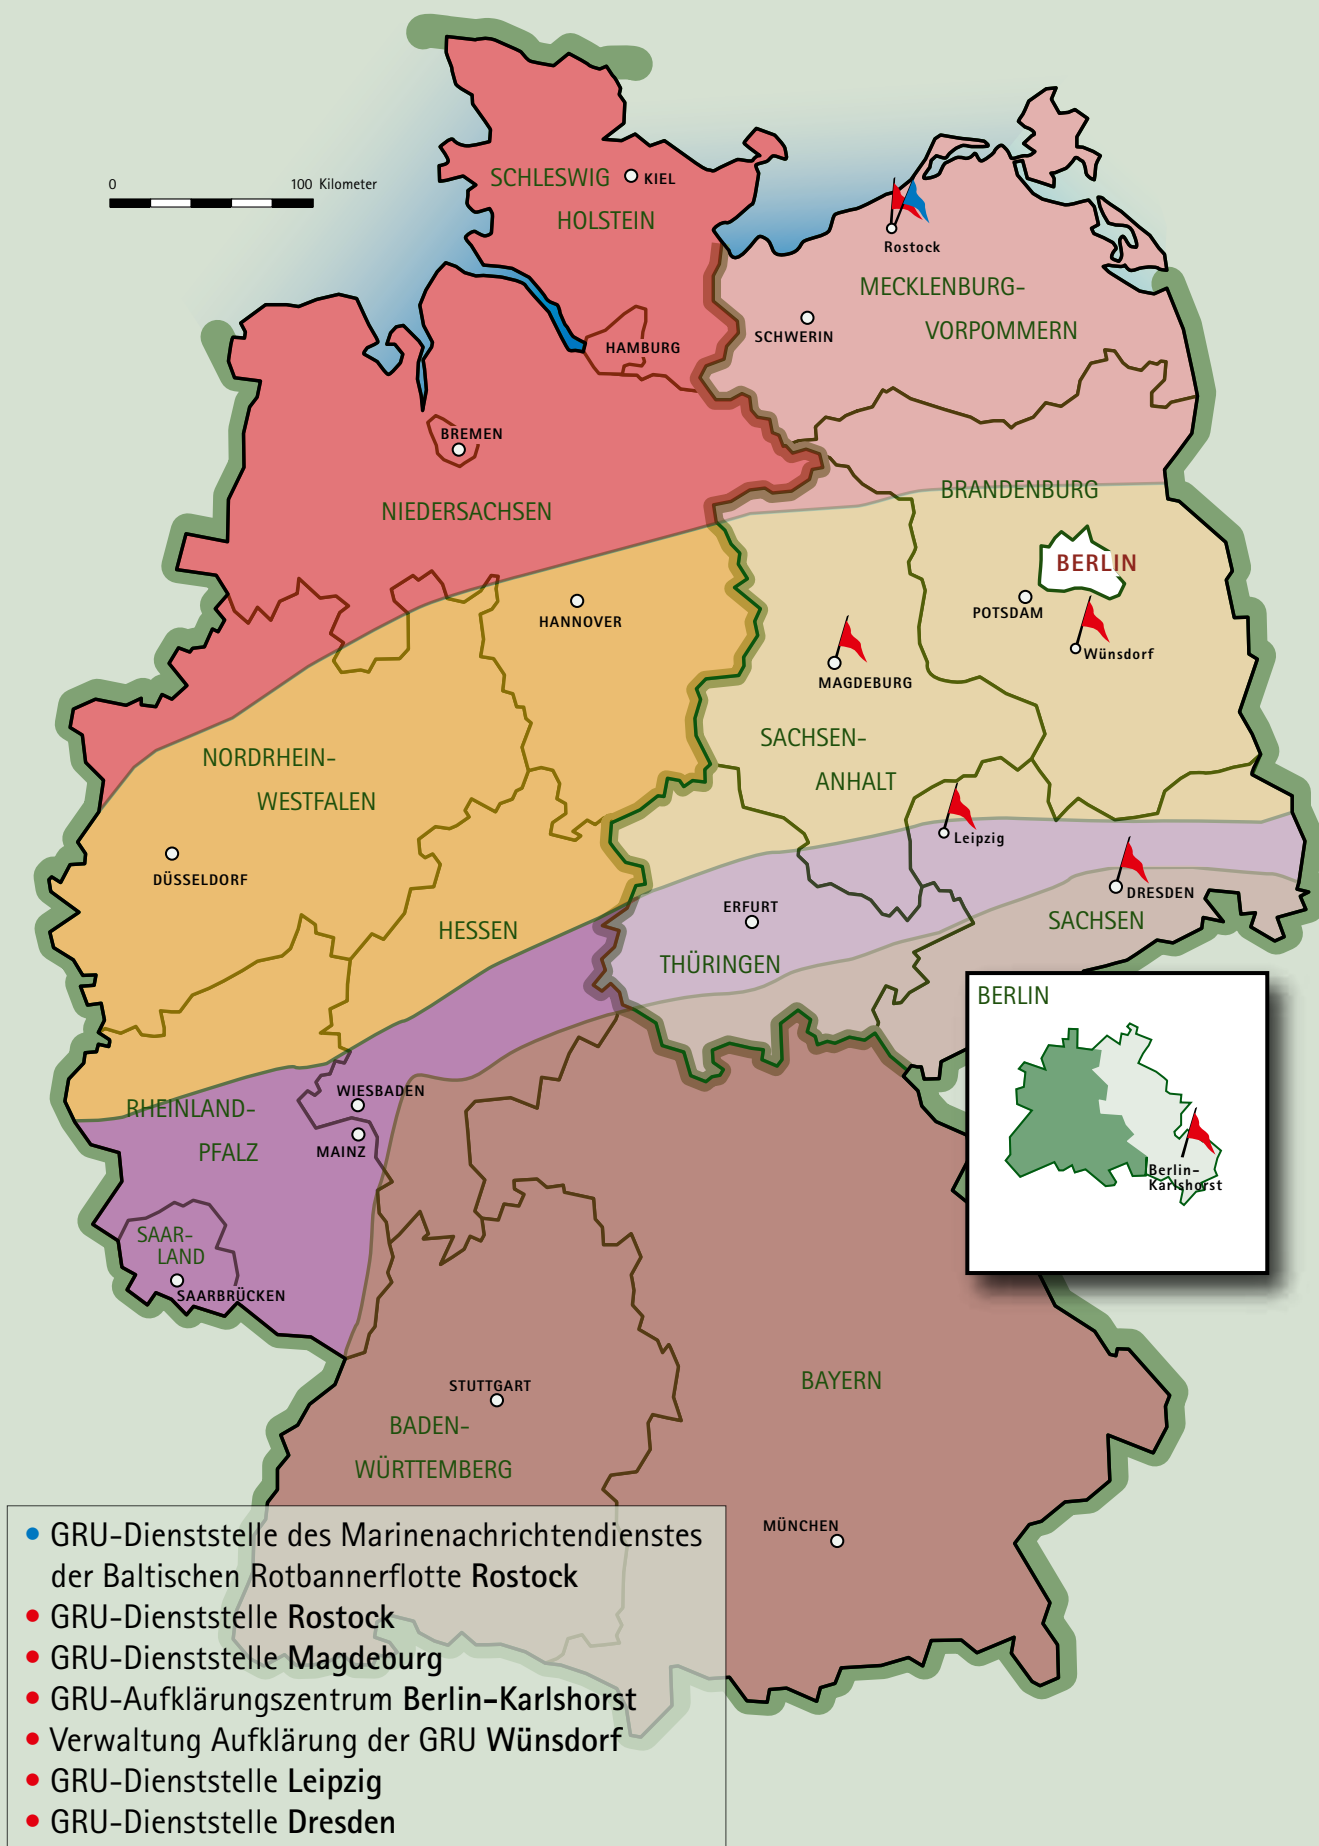 0 100 Kilometer
SCHLESWIG
HOLSTEIN
KIEL
Rostock
MECKLENBURG-
VORPOMMERN
SCHWERIN
HAMBURG
BREMEN
NIEDERSACHSEN
BRANDENBURG
BERLIN
POTSDAM
Wünsdorf
HANNOVER
MAGDEBURG
SACHSEN-
ANHALT
NORDRHEIN-
WESTFALEN
Leipzig
DÜSSELDORF
DRESDEN
ERFURT
SACHSEN
HESSEN
THÜRINGEN
BERLIN
Berlin-
Karlshorst
WIESBADEN
RHEINLAND-
PFALZ
MAINZ
SAAR-
LAND
SAARBRÜCKEN
STUTTGART
BADEN-
WÜRTTEMBERG
BAYERN
MÜNCHEN
• GRU-Dienststelle des Marinenachrichtendienstes
der Baltischen Rotbannerflotte Rostock
• GRU-Dienststelle Rostock
• GRU-Dienststelle Magdeburg
• GRU-Aufklärungszentrum Berlin-Karlshorst
• Verwaltung Aufklärung der GRU Wünsdorf
• GRU-Dienststelle Leipzig
• GRU-Dienststelle Dresden